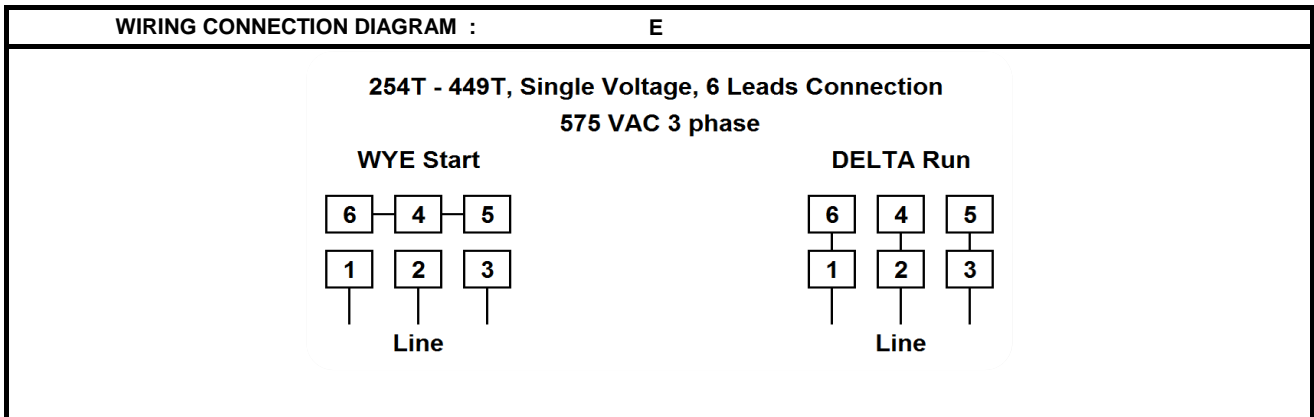 WIRING CONNECTION DIAGRAM : E
254T - 449T, Single Voltage, 6 Leads Connection
575 VAC 3 phase
WYE Start
6 4 5
1 2 3
Line
DELTA Run
6 4 5
1 2 3
Line